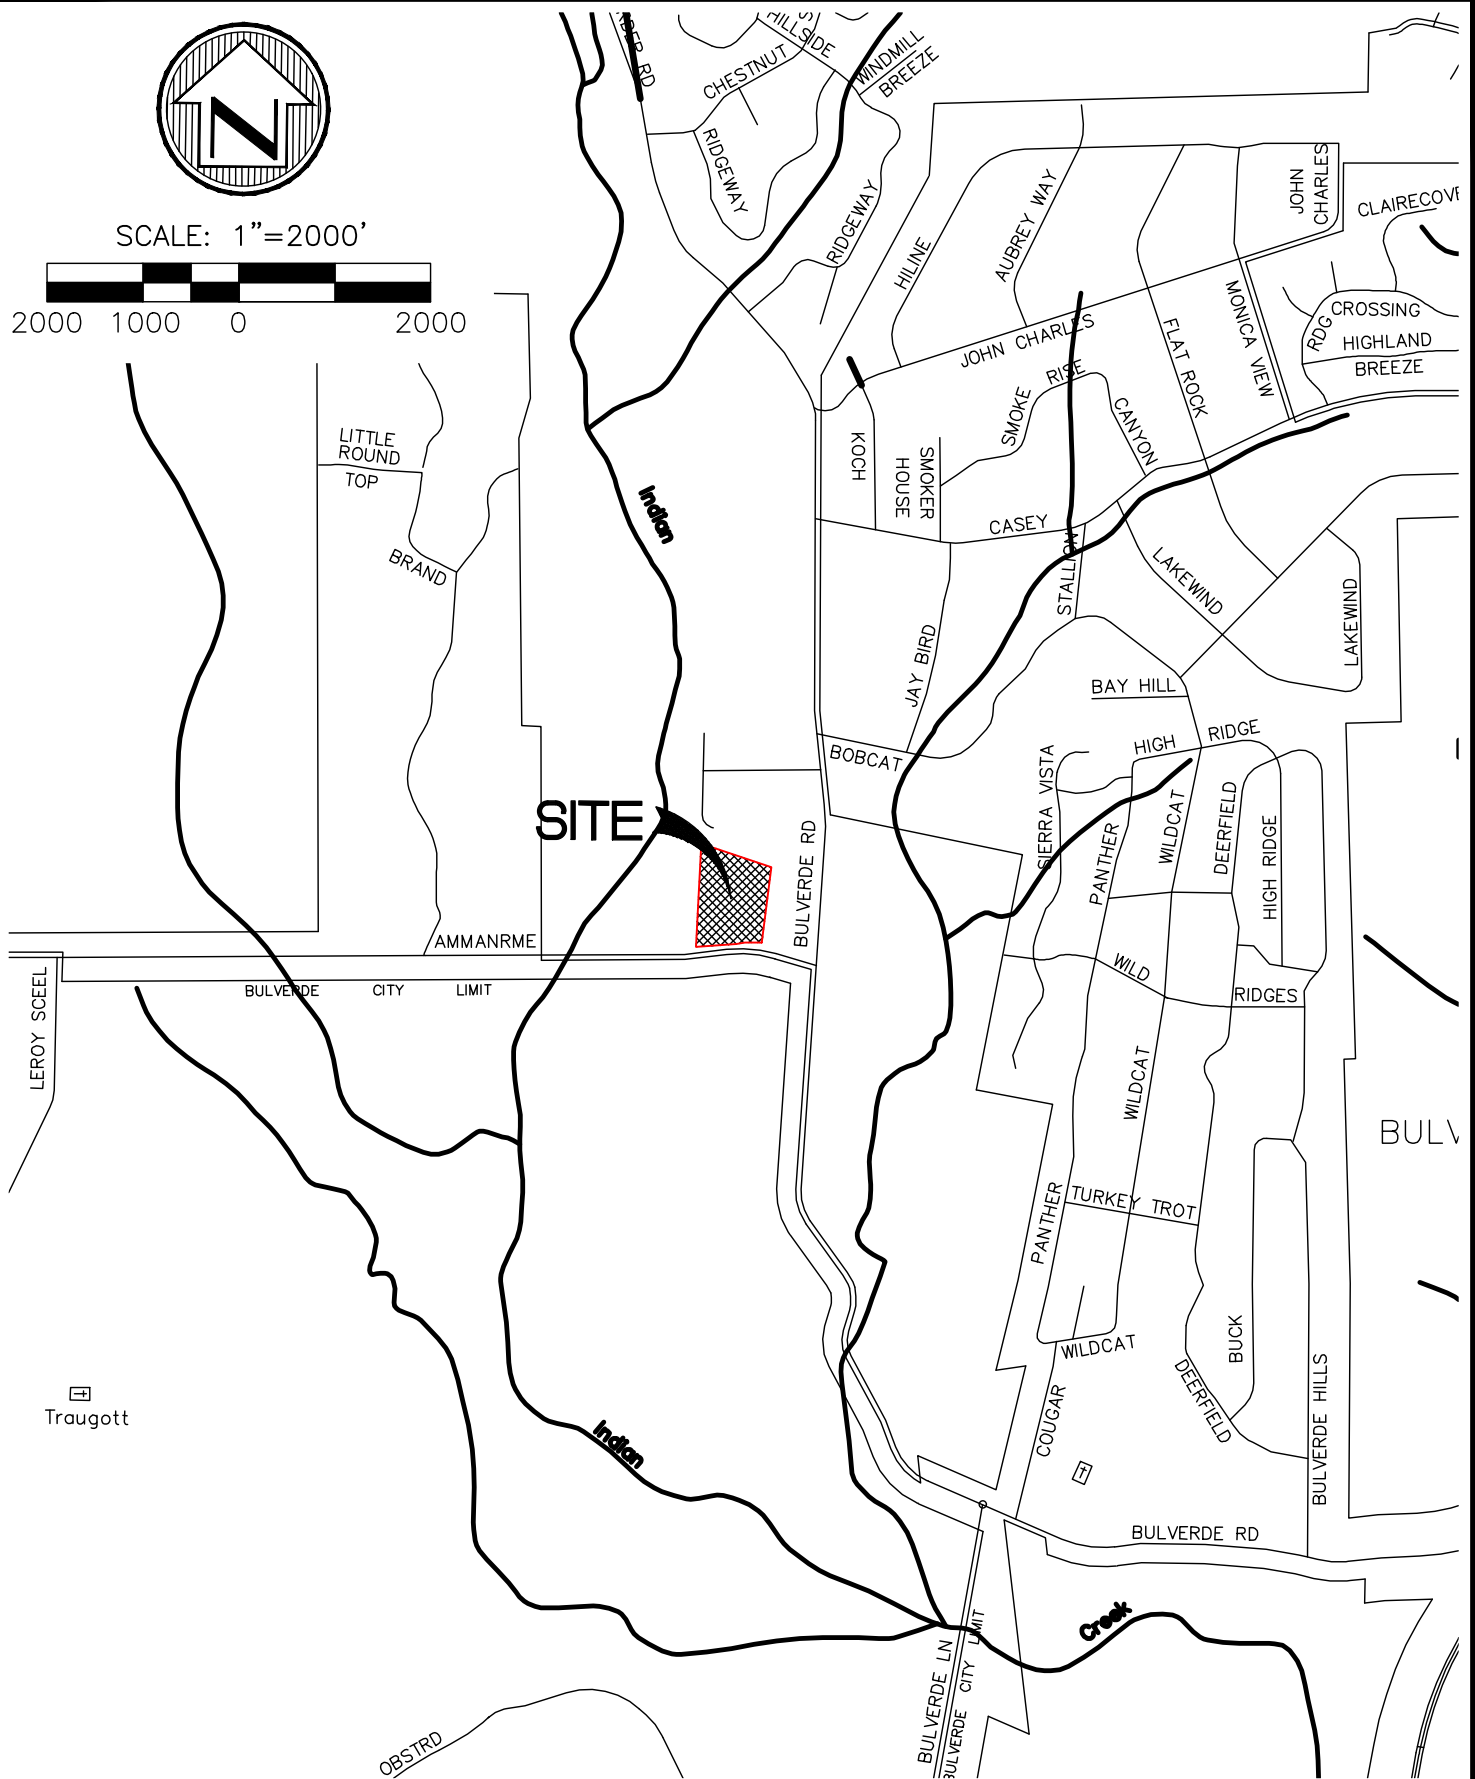 HILLSIDE
WINDMILL
BREEZE
CHESTNUT
RIDGEWAY
RIDGEWAY
N
SCALE: 1"=2000'
2000 1000 0 2000
HILINE
AUBREY WAY
JOHN
CHARLES
CLAIRECOVE
JOHN CHARLES
FLAT ROCK
MONICA VIEW
RDG
CROSSING
HIGHLAND
BREEZE
SMOKE
RISE
CANYON
LITTLE
ROUND
TOP
BRAND
Indian
KOCH
SMOKER
HOUSE
CASEY
STALLION
LAKEWIND
LAKEWIND
JAY BIRD
BAY HILL
BOBCAT
HIGH
RIDGE
SIERRA VISTA
PANTHER
WILDCAT
DEERFIELD
HIGH RIDGE
SITE
BULVERDE RD
AMMANRME
BULVERDE CITY LIMIT
LEROY SCEEL
WILD
RIDGES
WILDCAT
BULV
PANTHER
TURKEY TROT
WILDCAT
BUCK
DEERFIELD
BULVERDE HILLS
COUGAR
Traugott
Indian
BULVERDE RD
Creek
BULVERDE LN
BULVERDE CITY LIMIT
OBSTRD